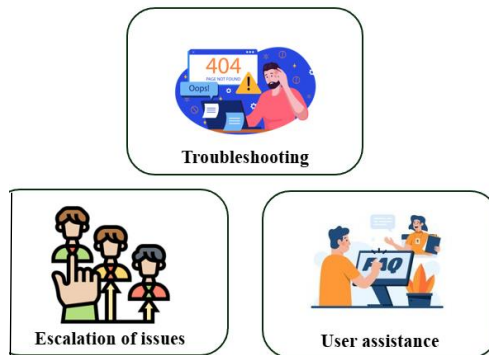 404
PAGE NOT FOUND
Oops!
Troubleshooting
Escalation of issues
FAQ
User assistance